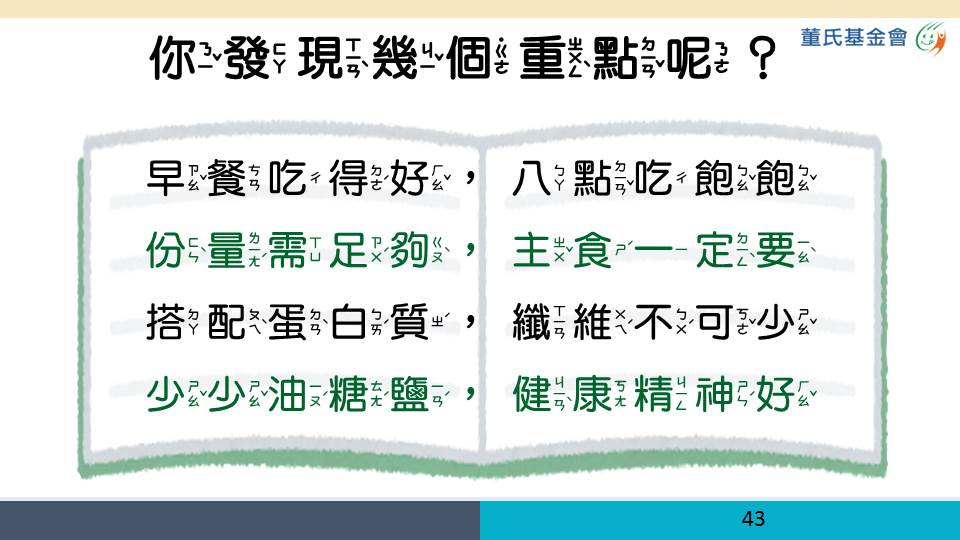 董氏基金會
你發現幾個重點呢？
早餐吃得好，八點吃飽飽
份量需足夠，主食一定要
搭配蛋白質，纖維不可少
少少油糖鹽，健康精神好
43